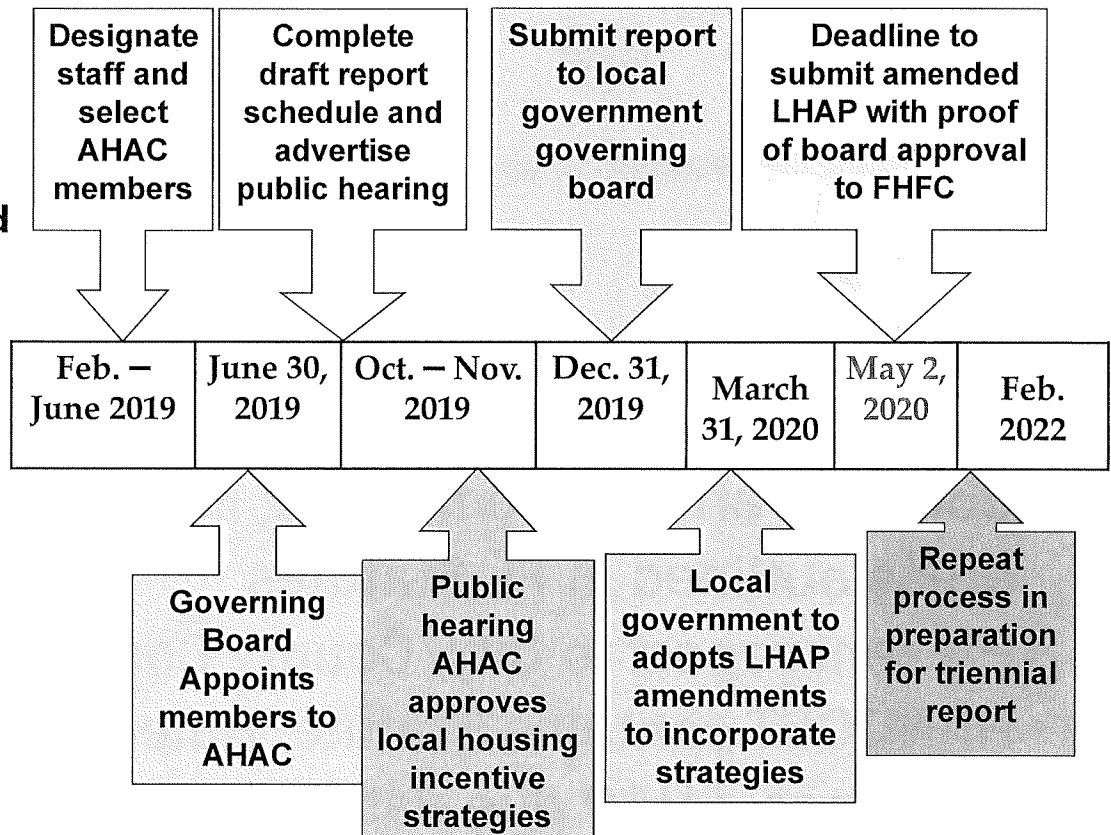 Designate
staff and
select
AHAC
members
Complete
draft report
schedule and
advertise
public hearing
Submit report
to local
government
governing
board
Deadline to
submit amended
LHAP with proof
of board approval
to FHFC
d
Feb. –
June 2019
June 30,
2019
Oct. – Nov.
2019
Dec. 31,
2019
March
31, 2020
May 2,
2020
Feb.
2022
Governing
Board
Appoints
members to
AHAC
Public
hearing
AHAC
approves
local housing
incentive
strategies
Local
government to
adopts LHAP
amendments
to incorporate
strategies
Repeat
process in
preparation
for triennial
report